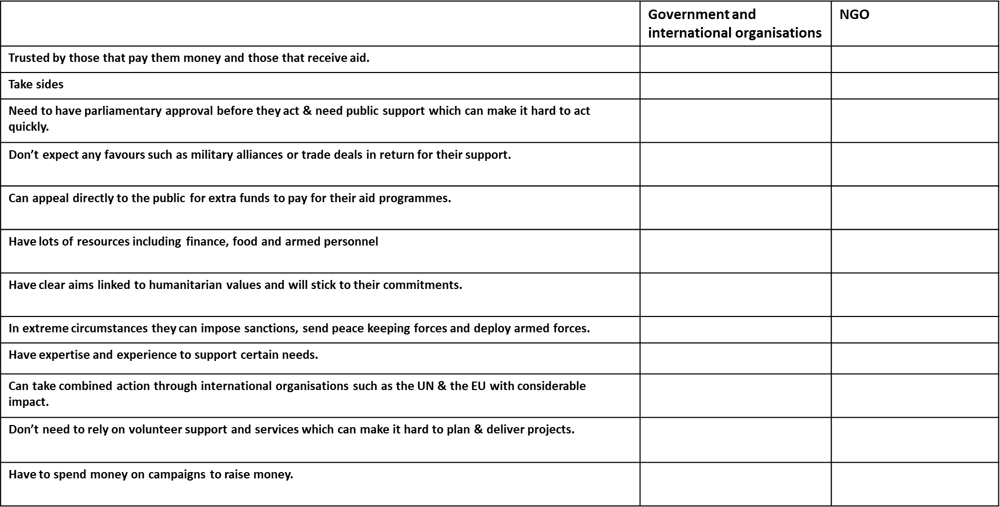 Government and
international organisations
NGO
Trusted by those that pay them money and those that receive aid.
Take sides
Need to have parliamentary approval before they act & need public support which can make it hard to act
quickly.
Don’t expect any favours such as military alliances or trade deals in return for their support.
Can appeal directly to the public for extra funds to pay for their aid programmes.
Have lots of resources including finance, food and armed personnel
Have clear aims linked to humanitarian values and will stick to their commitments.
In extreme circumstances they can impose sanctions, send peace keeping forces and deploy armed forces.
Have expertise and experience to support certain needs.
Can take combined action through international organisations such as the UN & the EU with considerable
impact.
Don’t need to rely on volunteer support and services which can make it hard to plan & deliver projects.
Have to spend money on campaigns to raise money.